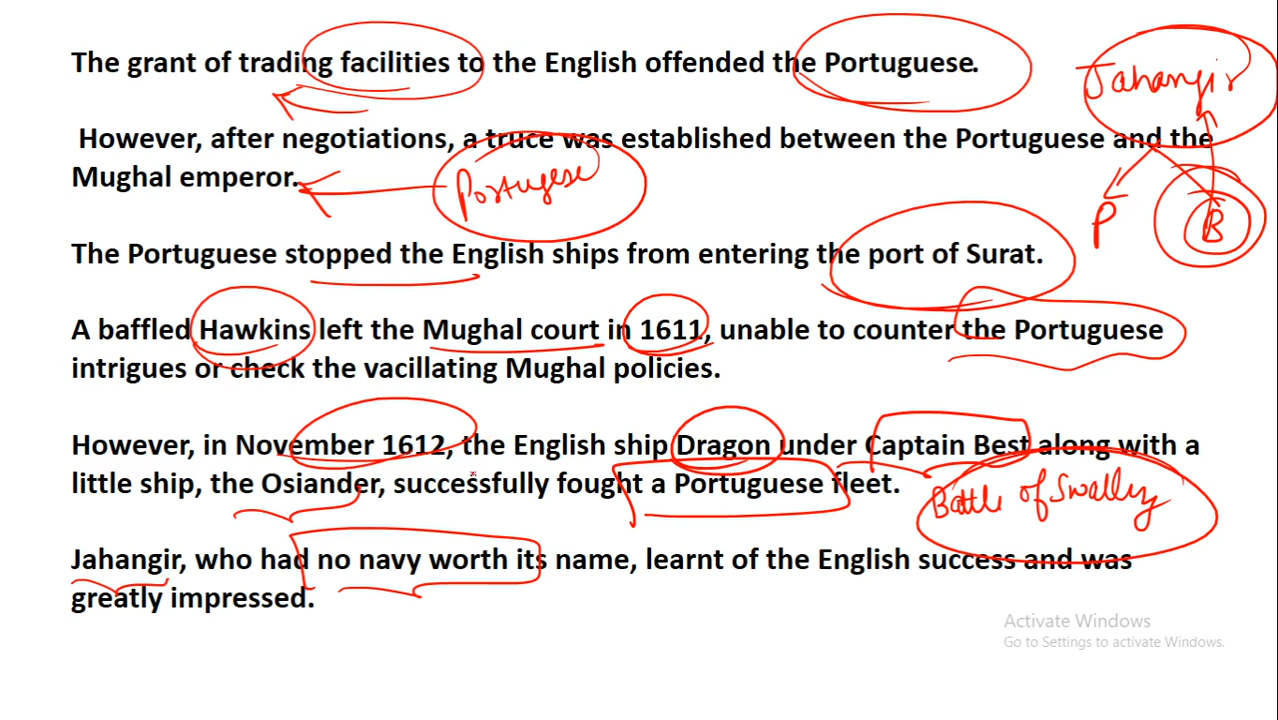 The grant of trading facilities to the English offended the Portuguese.
Jahangir
However, after negotiations, a truce was established between the Portuguese and the
Mughal emperor.
Portugese
P
B
The Portuguese stopped the English ships from entering the port of Surat.
A baffled Hawkins left the Mughal court in 1611, unable to counter the Portuguese
intrigues or check the vacillating Mughal policies.
However, in November 1612, the English ship Dragon under Captain Best along with a
little ship, the Osiander, successfully fought a Portuguese fleet.
Battle of Swalley
Jahangir, who had no navy worth its name, learnt of the English success and was
greatly impressed.
Activate Windows
Go to Settings to activate Windows.